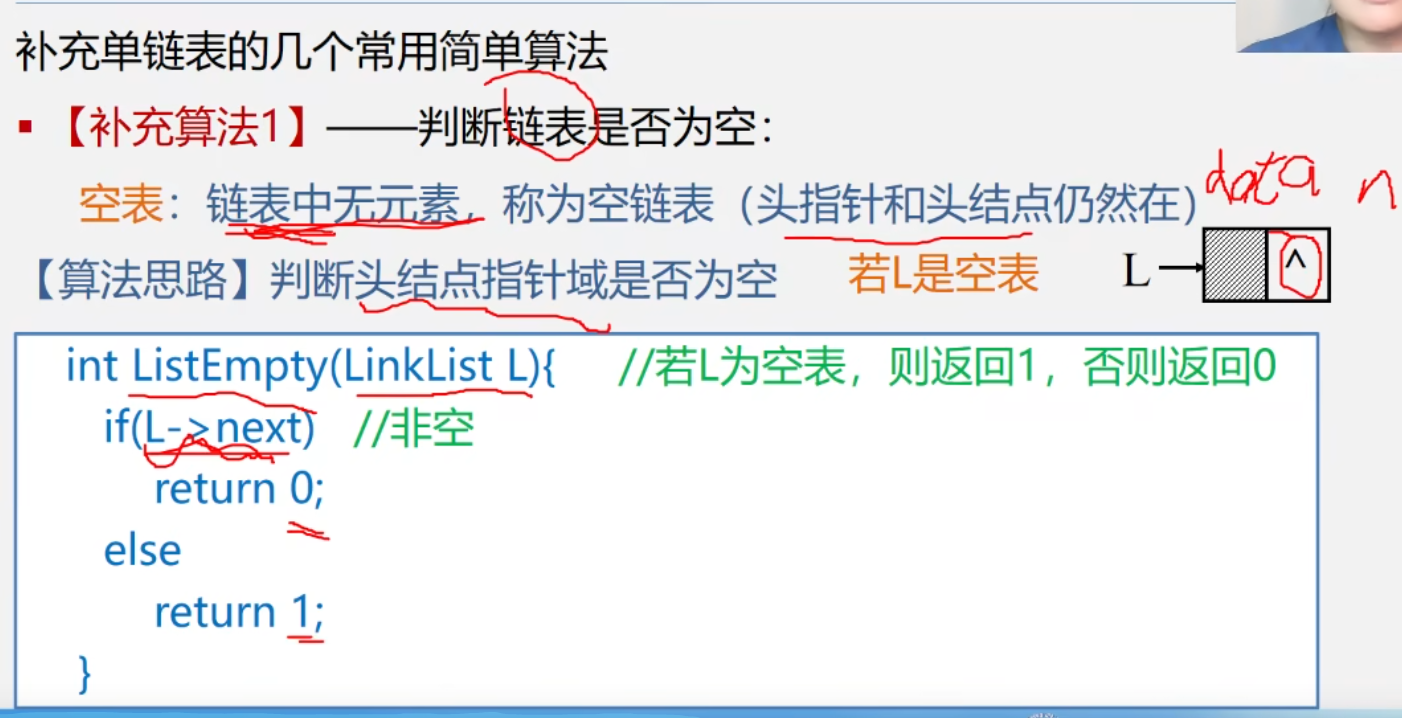 补充单链表的几个常用简单算法
▪【补充算法1】——判断链表是否为空：
空表：链表中无元素，称为空链表（头指针和头结点仍然在）
data n
【算法思路】判断头结点指针域是否为空 若L是空表 L ^
int ListEmpty(LinkList L){ //若L为空表，则返回1，否则返回0
if(L->next) //非空
return 0;
else
return 1;
}